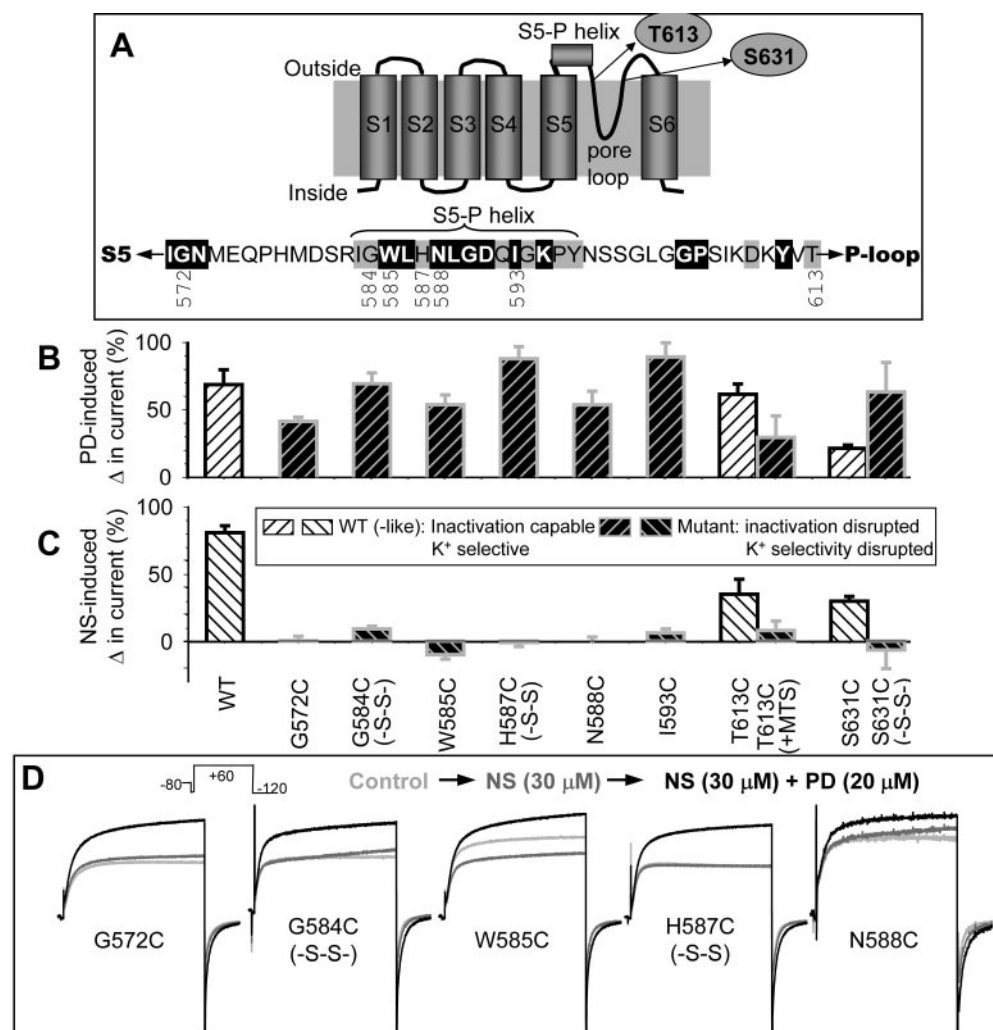 A
S5-P helix
T613
S631
Outside
S1 S2 S3 S4 S5 S6
pore
loop
Inside
S5-P helix
S5 IGNMEQPHMDSRIGWLHNLGDQIGKPYNSSGLGGPSIKDKYVT P-loop
572 584 585 587 588 593 613
B
PD-induced
Δ in current (%)
100
50
0
C
NS-induced
Δ in current (%)
100
50
0
WT (-like): Inactivation capable
K+ selective
Mutant: inactivation disrupted
K+ selectivity disrupted
WT
G572C
G584C
(-S-S-)
W585C
H587C
(-S-S)
N588C
I593C
T613C
T613C
(+MTS)
S631C
S631C
(-S-S-)
D
-80 +60 -120
Control NS (30 μM) NS (30 μM) + PD (20 μM)
G572C
G584C
(-S-S-)
W585C
H587C
(-S-S)
N588C